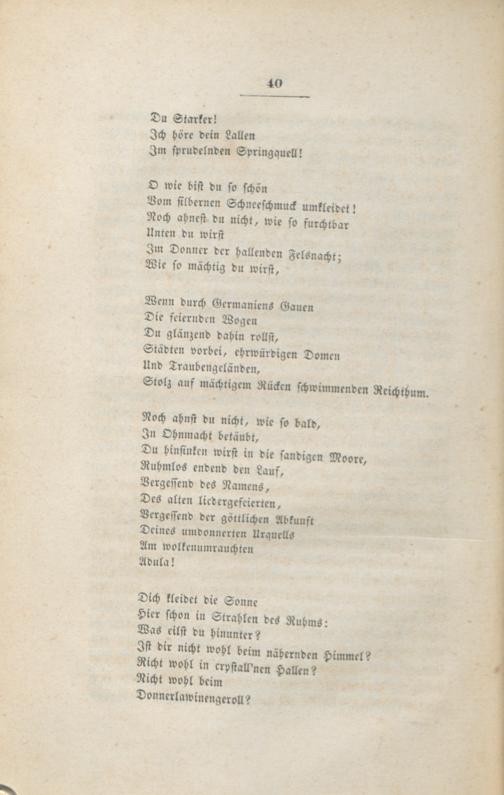 40
Du Starker!
Ich höre dein Lallen
Im sprudelnden Springquell!
O wie bist du so schön
Vom silbernen Schneeschmuck umkleidet!
Noch ahnest du nicht, wie so furchtbar
Unten du wirst
Im Donner der hallenden Felsnacht;
Wie so mächtig du wirst,
Wenn durch Germaniens Gauen
Die feiernden Wogen
Du glänzend dahin rollst,
Städten vorbei, ehrwürdigen Domen
Und Traubengeländen,
Stolz auf mächtigem Rücken schwimmenden Reichthum.
Noch ahnst du nicht, wie so bald,
In Ohnmacht betäubt,
Du hinsinken wirst in die sandigen Moore,
Ruhmlos endend den Lauf,
Vergessend des Namens,
Des alten liedergefeierten,
Vergessend der göttlichen Abkunft
Deines umdonnerten Urquells
Am wolkenumrauchten
Adula!
Dich kleidet die Sonne
Hier schon in Strahlen des Ruhms:
Was eilst du hinunter?
Ist dir nicht wohl beim nähernden Himmel?
Nicht wohl in crystall'nen Hallen?
Nicht wohl beim
Donnerlawinengeroll?